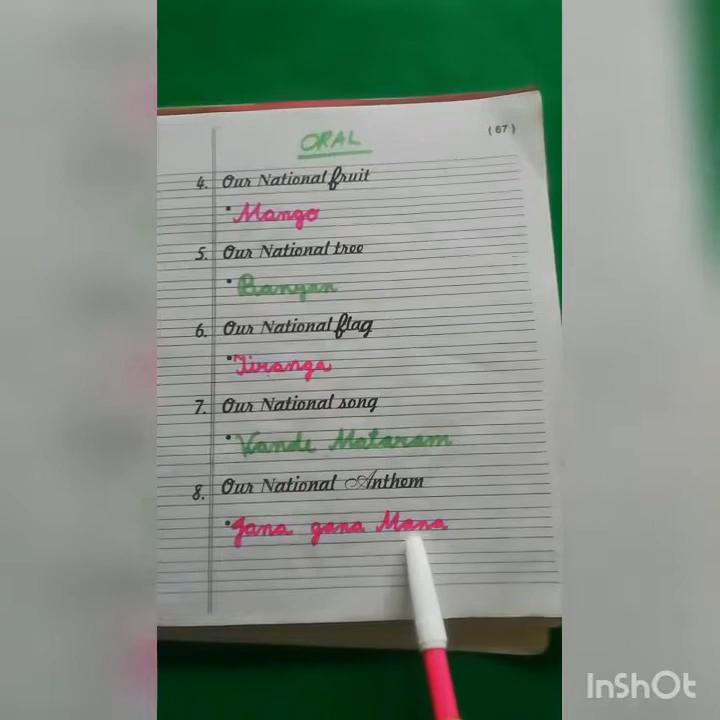 ORAL
(67)
4. Our National fruit
• Mango
5. Our National tree
• Banyan
6. Our National flag
• Tiranga
7. Our National song
• Vande Mataram
8. Our National Anthem
• Jana gana Mana
InShOt